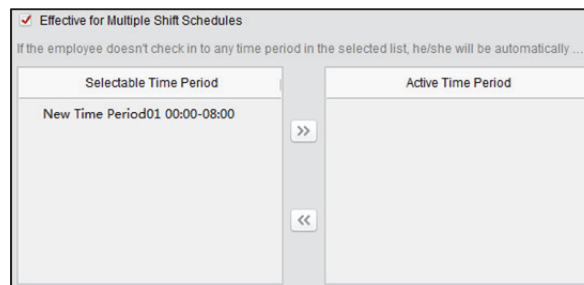 Effective for Multiple Shift Schedules
If the employee doesn't check in to any time period in the selected list, he/she will be automatically ...
Selectable Time Period
Active Time Period
New Time Period01 00:00-08:00
>>
<<